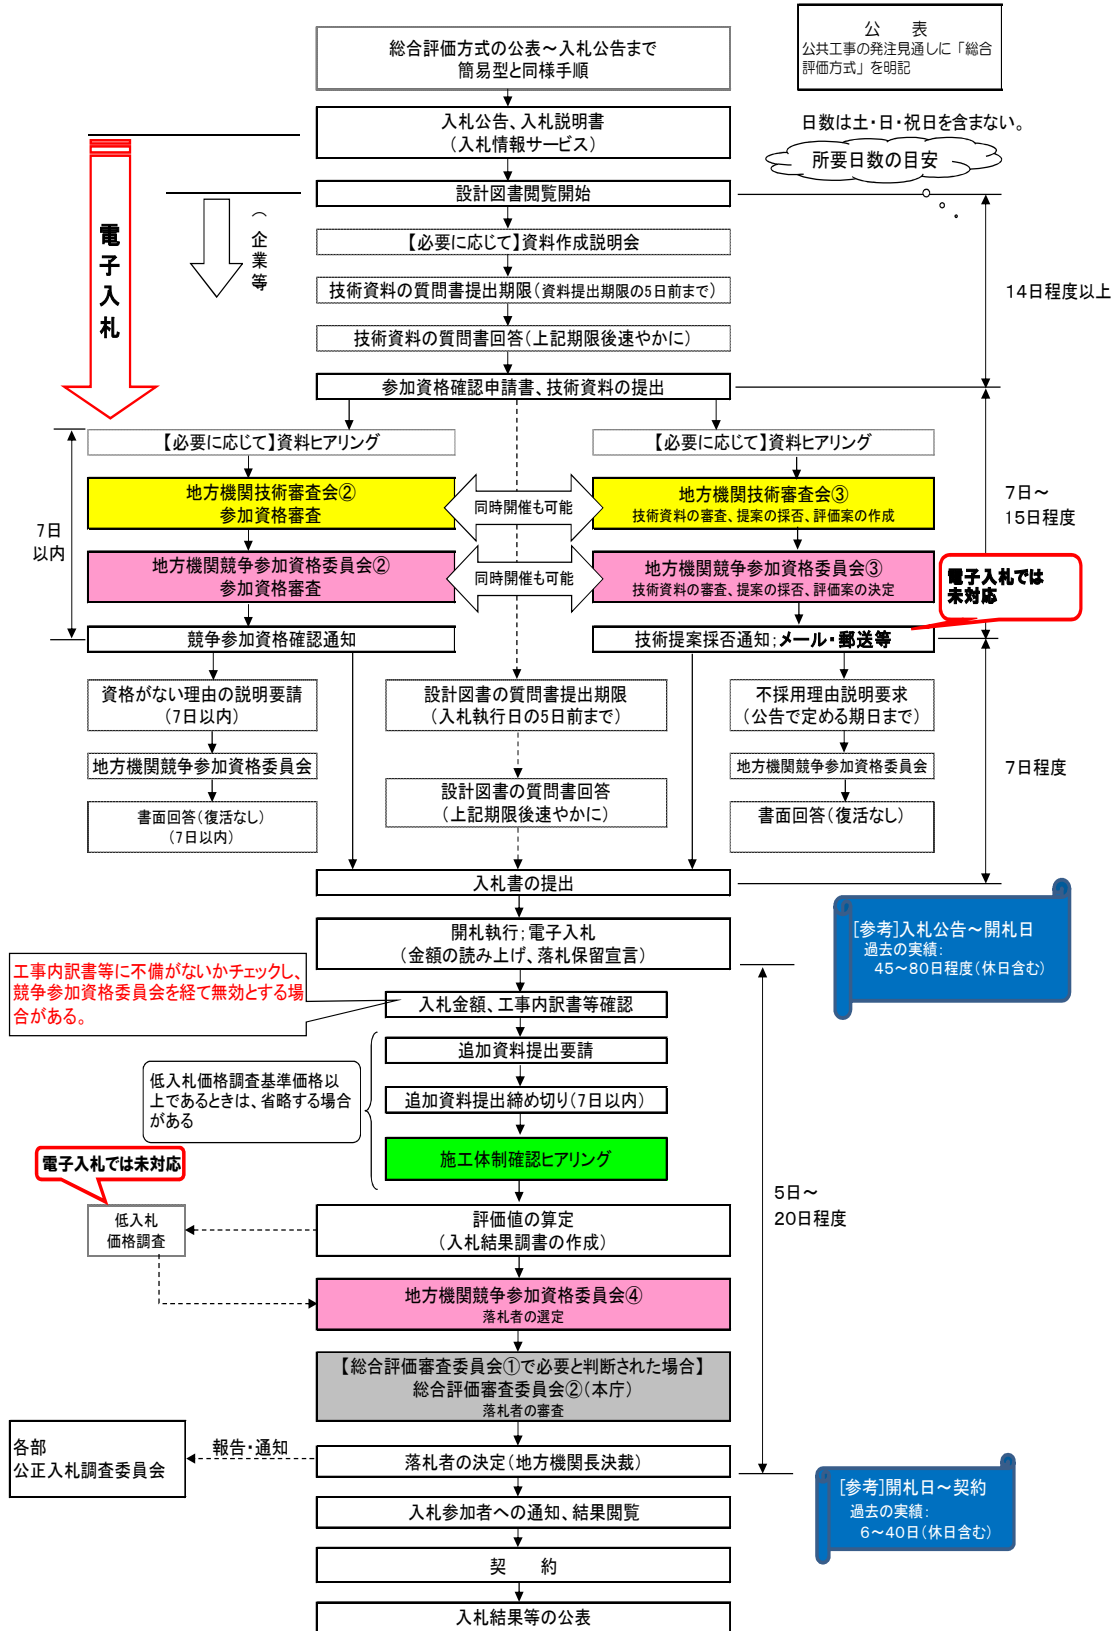 総合評価方式の公表～入札公告まで
簡易型と同様手順
公　表
公共工事の発注見通しに「総合
評価方式」を明記
入札公告、入札説明書
(入札情報サービス)
日数は土・日・祝日を含まない。
所要日数の目安
設計図書閲覧開始
電子入札
（企業等
【必要に応じて】資料作成説明会
技術資料の質問書提出期限(資料提出期限の5日前まで)
14日程度以上
技術資料の質問書回答(上記期限後速やかに)
参加資格確認申請書、技術資料の提出
【必要に応じて】資料ヒアリング
【必要に応じて】資料ヒアリング
地方機関技術審査会②
参加資格審査
同時開催も可能
地方機関技術審査会③
技術資料の審査、提案の採否、評価案の作成
7日～
15日程度
7日
以内
地方機関競争参加資格委員会②
参加資格審査
同時開催も可能
地方機関競争参加資格委員会③
技術資料の審査、提案の採否、評価案の決定
電子入札では
未対応
競争参加資格確認通知
技術提案採否通知;メール・郵送等
資格がない理由の説明要請
(7日以内)
設計図書の質問書提出期限
(入札執行日の5日前まで)
不採用理由説明要求
(公告で定める期日まで)
地方機関競争参加資格委員会
地方機関競争参加資格委員会
7日程度
書面回答(復活なし)
(7日以内)
設計図書の質問書回答
(上記期限後速やかに)
書面回答(復活なし)
入札書の提出
開札執行;電子入札
(金額の読み上げ、落札保留宣言)
[参考]入札公告～開札日
過去の実績:
45～80日程度(休日含む)
工事内訳書等に不備がないかチェックし、
競争参加資格委員会を経て無効とする場
合がある。
入札金額、工事内訳書等確認
追加資料提出要請
低入札価格調査基準価格以
上であるときは、省略する場合
がある
追加資料提出締め切り(7日以内)
施工体制確認ヒアリング
電子入札では未対応
5日～
20日程度
低入札
価格調査
評価値の算定
(入札結果調書の作成)
地方機関競争参加資格委員会④
落札者の選定
【総合評価審査委員会①で必要と判断された場合】
総合評価審査委員会②(本庁)
落札者の審査
各部
公正入札調査委員会
報告・通知
落札者の決定(地方機関長決裁)
[参考]開札日～契約
過去の実績:
6～40日(休日含む)
入札参加者への通知、結果閲覧
契　約
入札結果等の公表